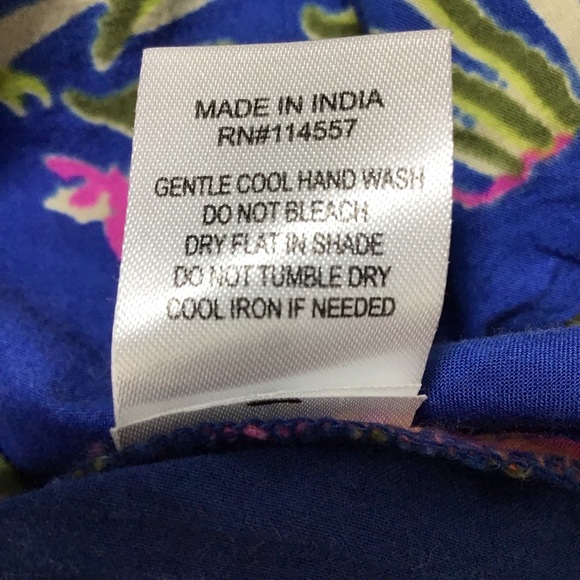 MADE IN INDIA
RN#114557
GENTLE COOL HAND WASH
DO NOT BLEACH
DRY FLAT IN SHADE
DO NOT TUMBLE DRY
COOL IRON IF NEEDED